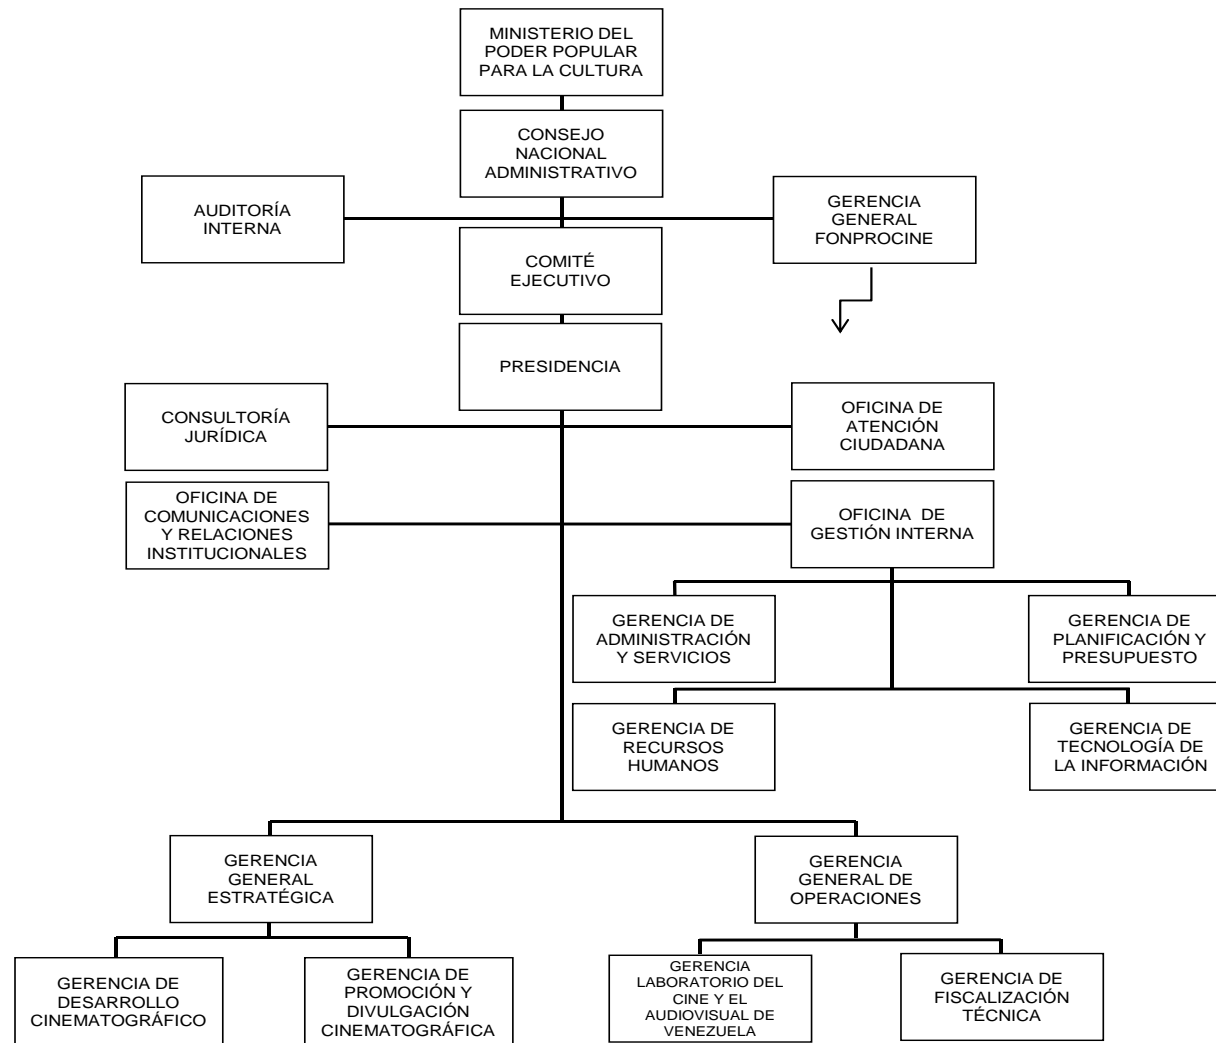 MINISTERIO DEL
PODER POPULAR
PARA LA CULTURA
CONSEJO
NACIONAL
ADMINISTRATIVO
AUDITORÍA
INTERNA
GERENCIA
GENERAL
FONPROCINE
COMITÉ
EJECUTIVO
PRESIDENCIA
CONSULTORÍA
JURÍDICA
OFICINA DE
ATENCIÓN
CIUDADANA
OFICINA DE
COMUNICACIONES
Y RELACIONES
INSTITUCIONALES
OFICINA DE
GESTIÓN INTERNA
GERENCIA DE
ADMINISTRACIÓN
Y SERVICIOS
GERENCIA DE
PLANIFICACIÓN Y
PRESUPUESTO
GERENCIA DE
RECURSOS
HUMANOS
GERENCIA DE
TECNOLOGÍA DE
LA INFORMACIÓN
GERENCIA
GENERAL
ESTRATÉGICA
GERENCIA
GENERAL DE
OPERACIONES
GERENCIA DE
DESARROLLO
CINEMATOGRÁFICO
GERENCIA DE
PROMOCIÓN Y
DIVULGACIÓN
CINEMATOGRÁFICA
GERENCIA
LABORATORIO DEL
CINE Y EL
AUDIOVISUAL DE
VENEZUELA
GERENCIA DE
FISCALIZACIÓN
TÉCNICA